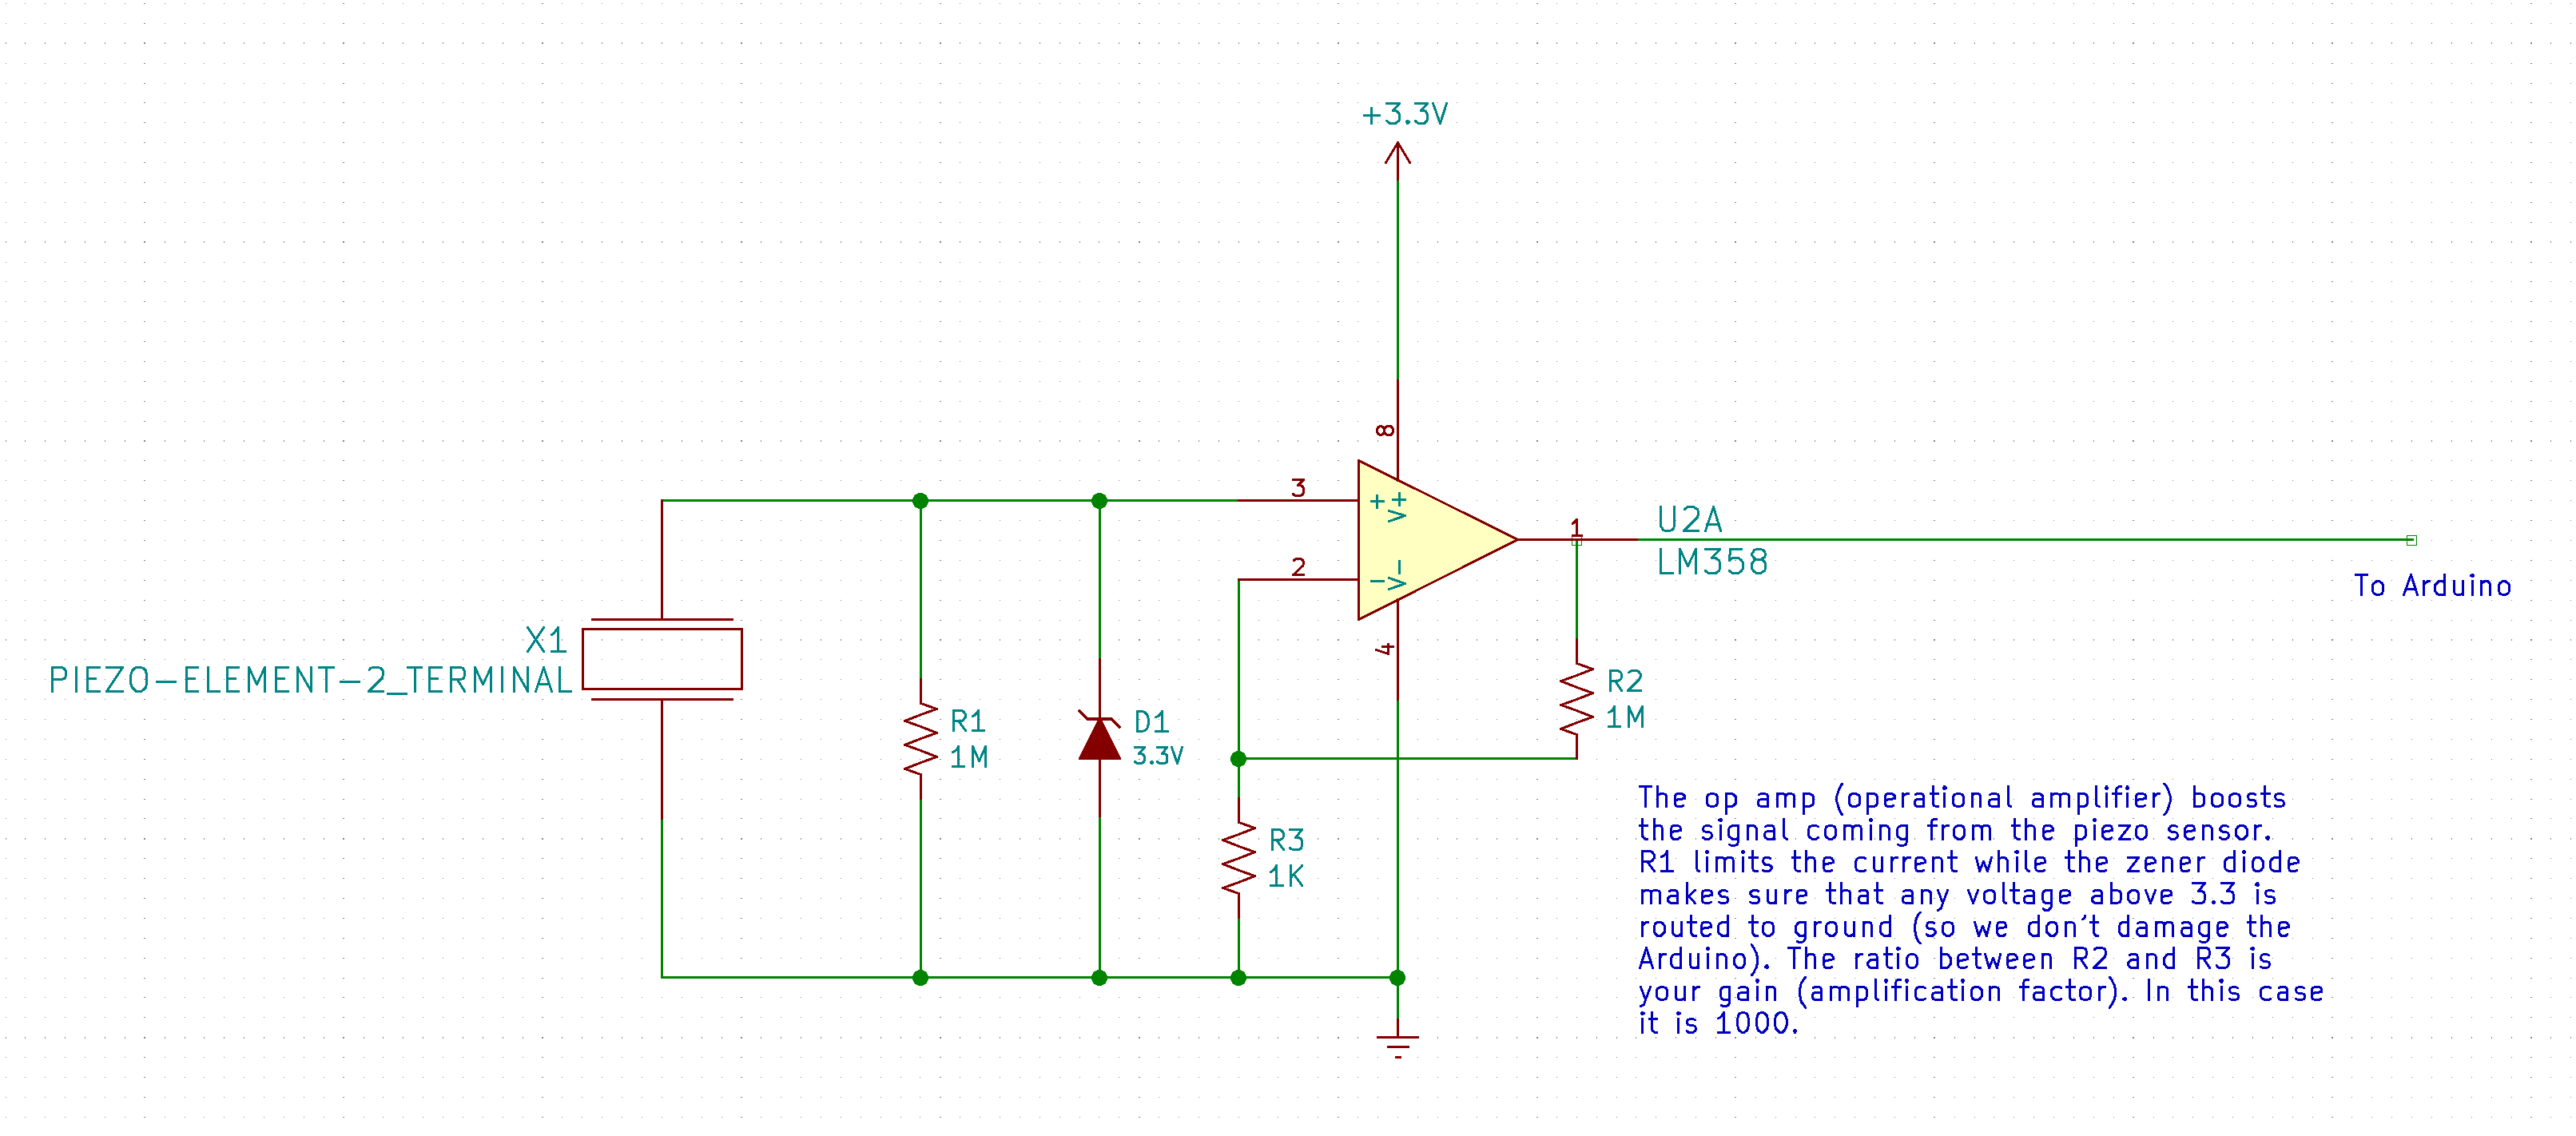 +3.3V
8
3
+
V+
1
U2A
LM358
2
-
V-
To Arduino
4
X1
PIEZO-ELEMENT-2_TERMINAL
R2
1M
R1
1M
D1
3.3V
R3
1K
The op amp (operational amplifier) boosts
the signal coming from the piezo sensor.
R1 limits the current while the zener diode
makes sure that any voltage above 3.3 is
routed to ground (so we don't damage the
Arduino). The ratio between R2 and R3 is
your gain (amplification factor). In this case
it is 1000.